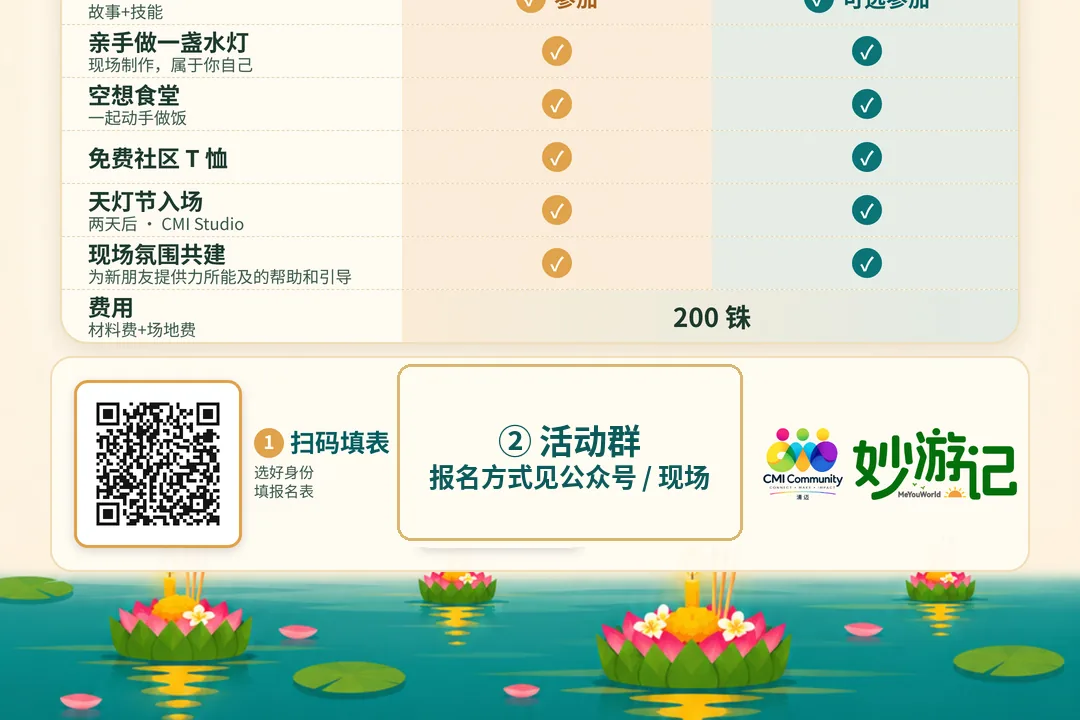 故事+技能
参加
可选参加
亲手做一盏水灯
现场制作，属于你自己
空想食堂
一起动手做饭
免费社区 T 恤
天灯节入场
两天后 · CMI Studio
现场氛围共建
为新朋友提供力所能及的帮助和引导
费用
材料费+场地费
200 铢
1 扫码填表
选好身份
填报名表
② 活动群
报名方式见公众号 / 现场
CMI Community
CONNECT • MAKE • IMPACT
清迈
妙游记
MeYouWorld